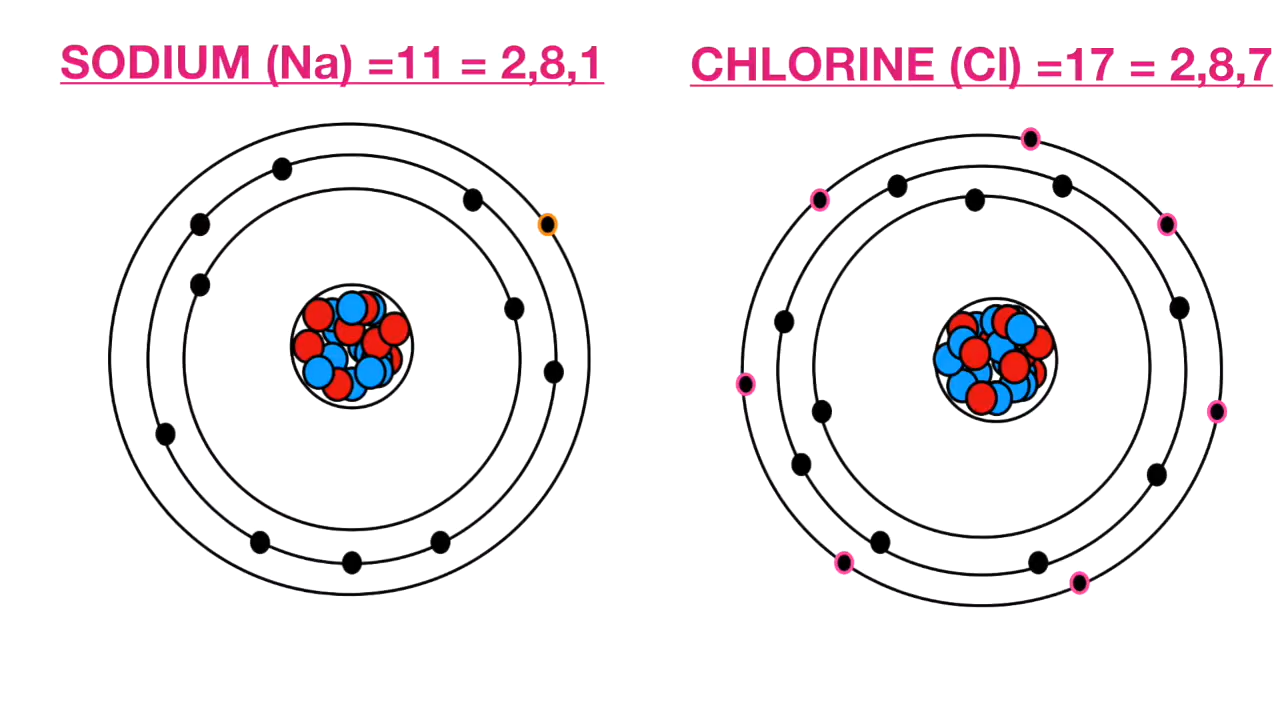 SODIUM (Na) =11 = 2,8,1
CHLORINE (Cl) =17 = 2,8,7